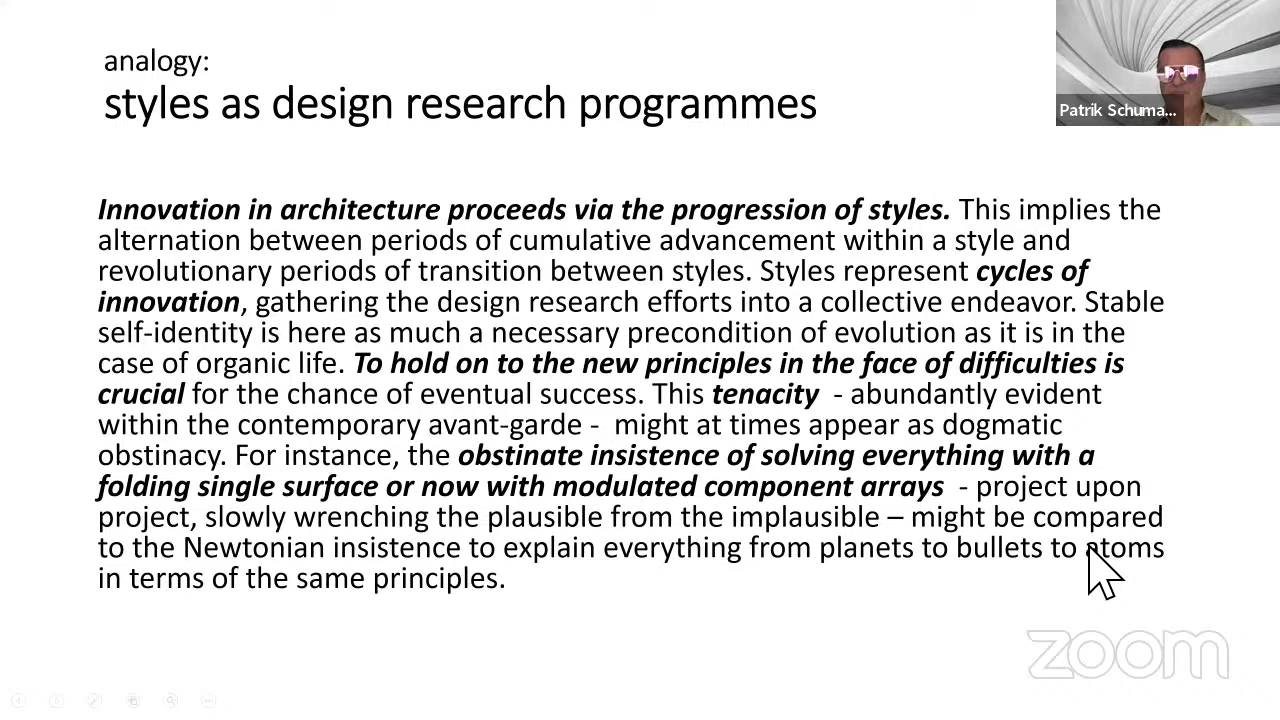 analogy:
styles as design research programmes
Patrik Schuma...
Innovation in architecture proceeds via the progression of styles. This implies the
alternation between periods of cumulative advancement within a style and
revolutionary periods of transition between styles. Styles represent cycles of
innovation, gathering the design research efforts into a collective endeavor. Stable
self-identity is here as much a necessary precondition of evolution as it is in the
case of organic life. To hold on to the new principles in the face of difficulties is
crucial for the chance of eventual success. This tenacity - abundantly evident
within the contemporary avant-garde - might at times appear as dogmatic
obstinacy. For instance, the obstinate insistence of solving everything with a
folding single surface or now with modulated component arrays - project upon
project, slowly wrenching the plausible from the implausible – might be compared
to the Newtonian insistence to explain everything from planets to bullets to atoms
in terms of the same principles.
zoom